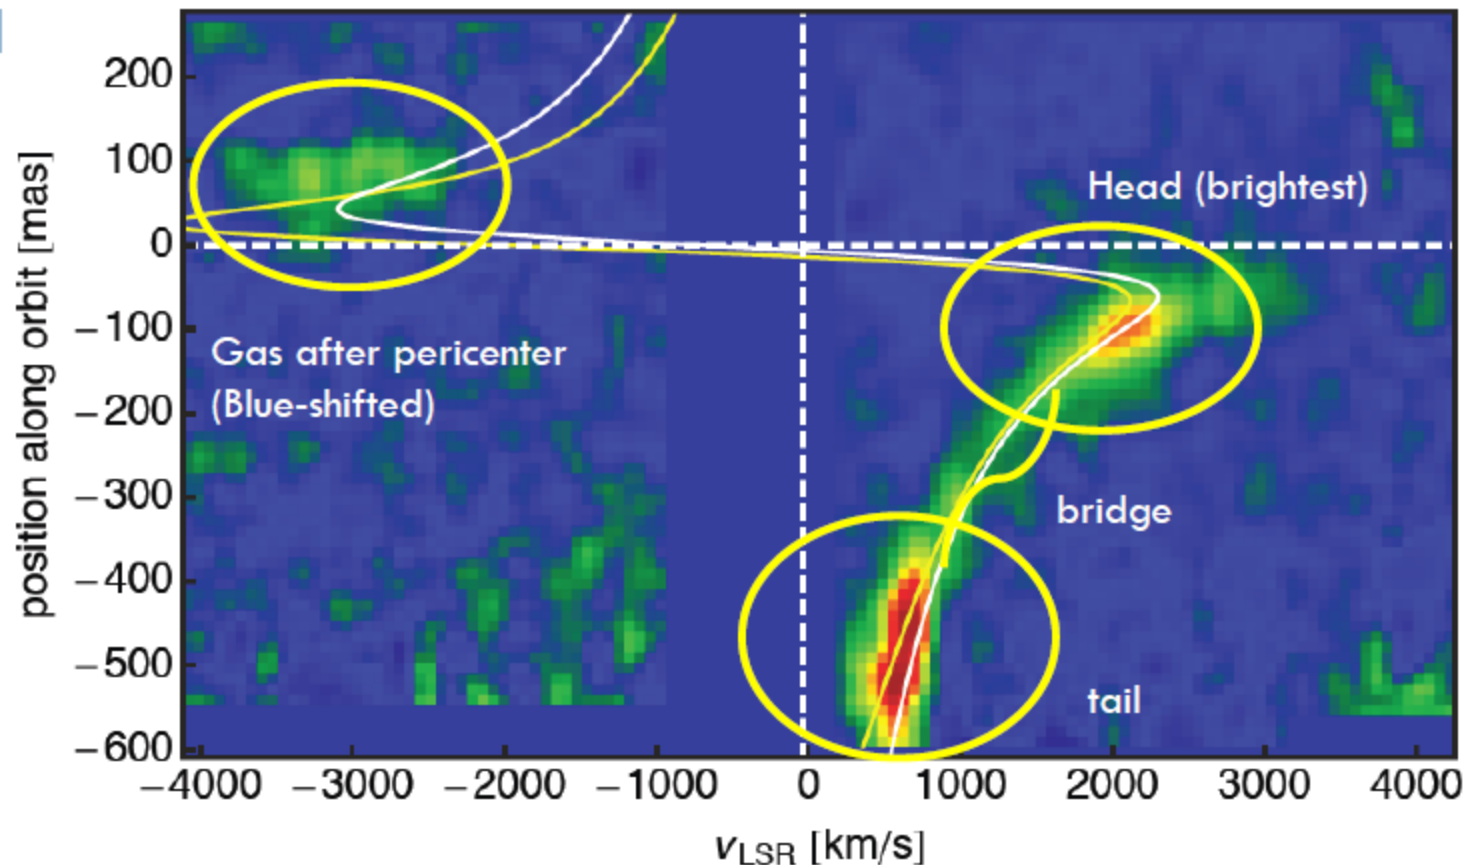 200
100
0
−100
−200
−300
−400
−500
−600
position along orbit [mas]
Head (brightest)
Gas after pericenter
(Blue-shifted)
bridge
tail
−4000 −3000 −2000 −1000 0 1000 2000 3000 4000
vLSR [km/s]